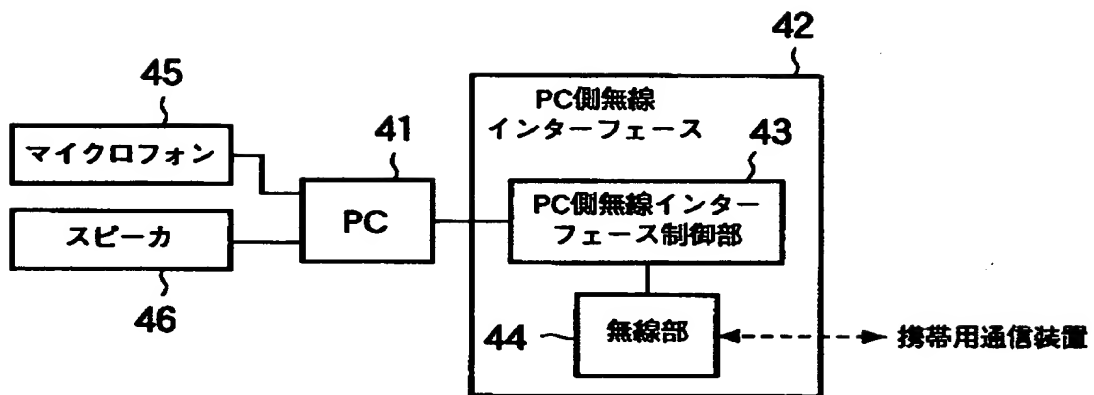 42
45
PC側無線
インターフェース
41
43
マイクロフォン
PC
PC側無線インター
フェース制御部
スピーカ
46
44
無線部
携帯用通信装置